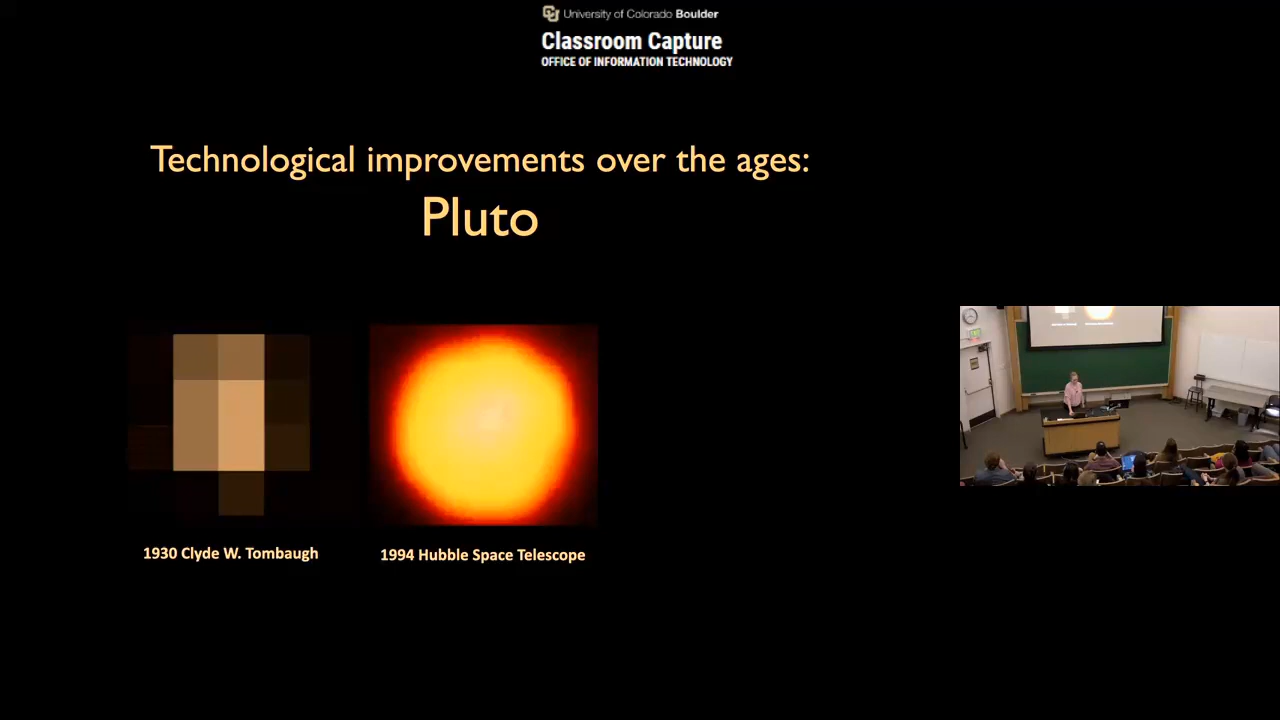 University of Colorado Boulder
Classroom Capture
OFFICE OF INFORMATION TECHNOLOGY
Technological improvements over the ages:
Pluto
1930 Clyde W. Tombaugh
1994 Hubble Space Telescope